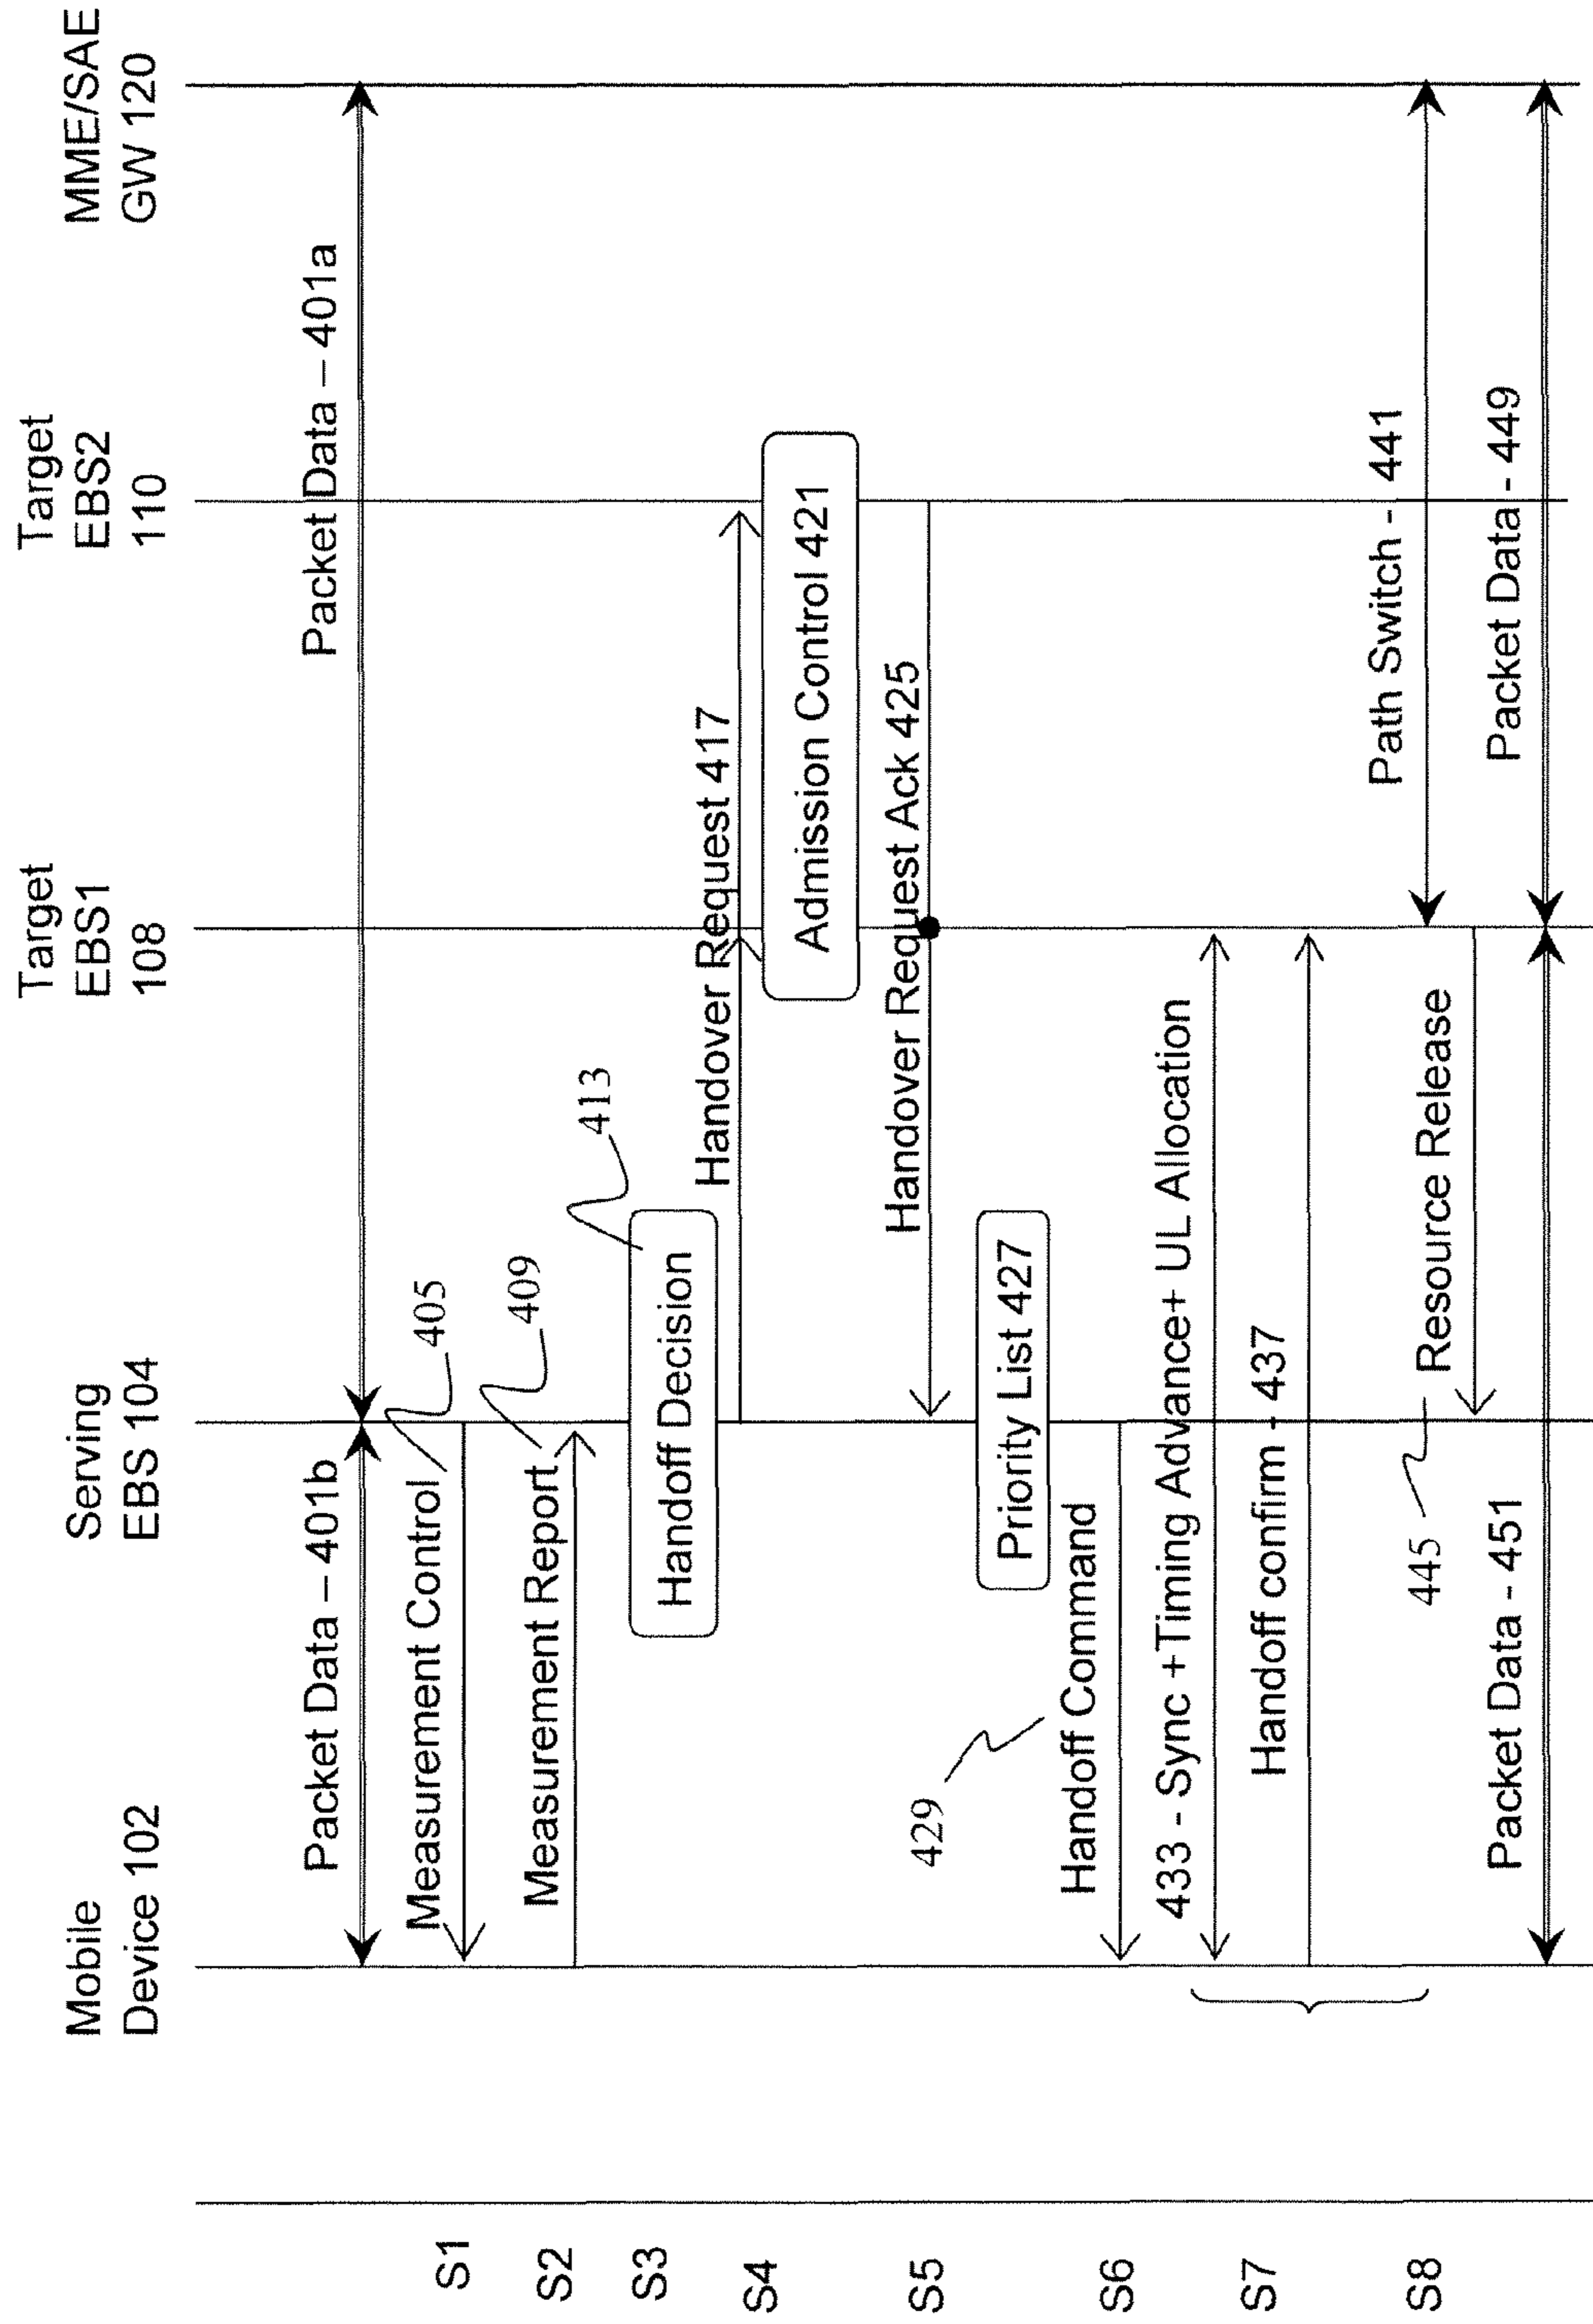 Mobile
Device 102
Serving
EBS 104
Target
EBS1
108
Target
EBS2
110
MME/SAE
GW 120
Packet Data – 401b
Packet Data – 401a
S1
Measurement Control
405
S2
Measurement Report
409
S3
Handoff Decision
413
S4
Handover Request 417
Admission Control 421
S5
Handover Request Ack 425
Priority List 427
429
S6
Handoff Command
433 - Sync +Timing Advance+ UL Allocation
S7
Handoff confirm - 437
S8
Path Switch - 441
445
Resource Release
Packet Data - 451
Packet Data - 449